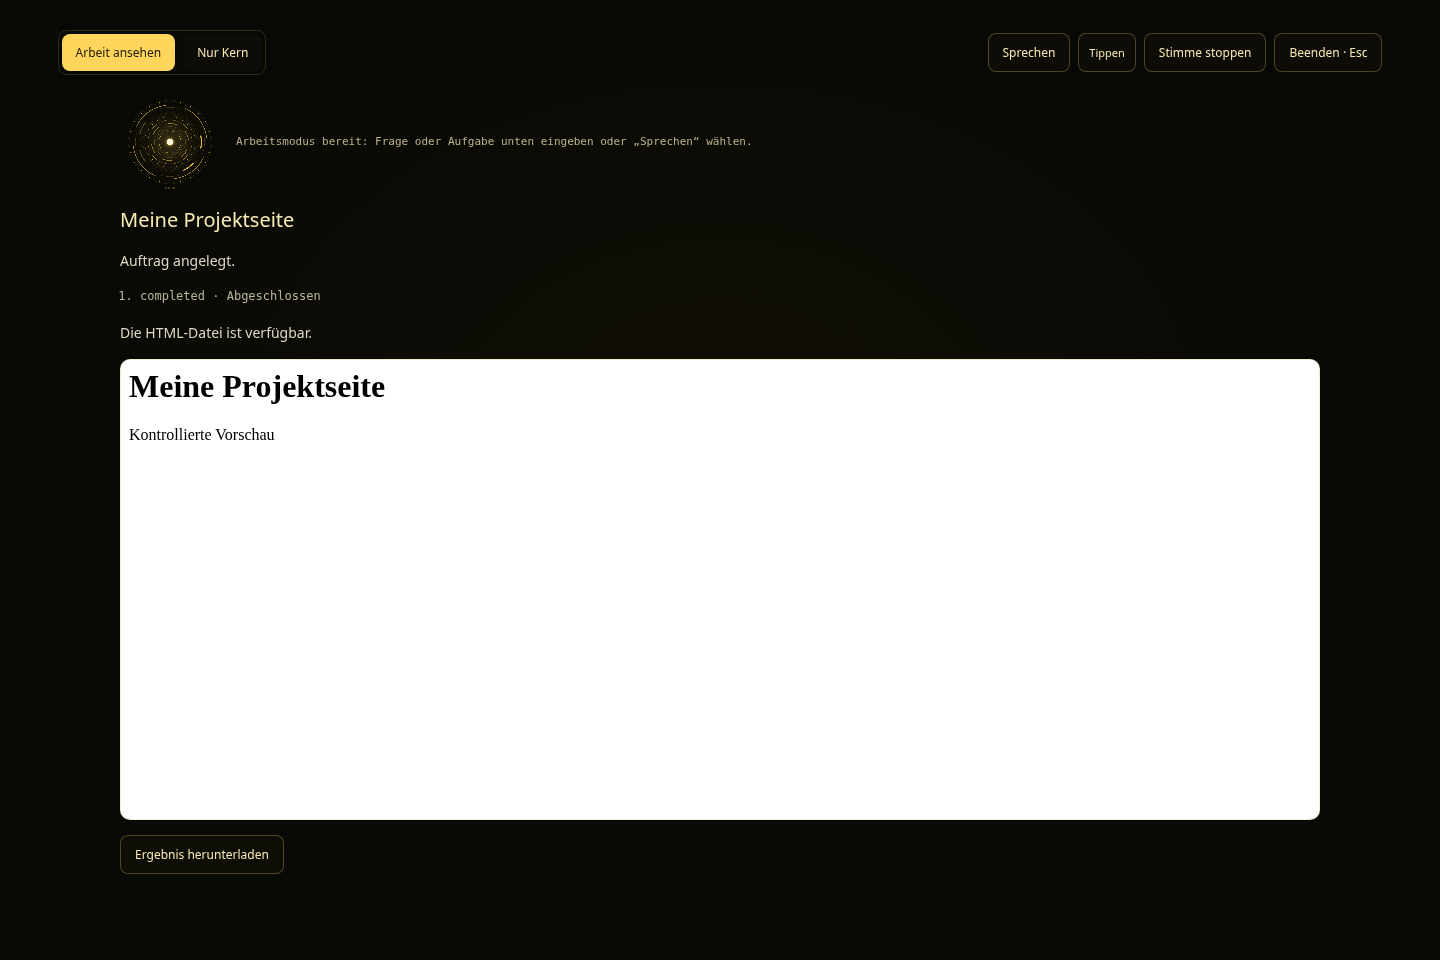 Arbeit ansehen
Nur Kern
Sprechen
Tippen
Stimme stoppen
Beenden · Esc
Arbeitsmodus bereit: Frage oder Aufgabe unten eingeben oder „Sprechen“ wählen.
Meine Projektseite
Auftrag angelegt.
1. completed · Abgeschlossen
Die HTML-Datei ist verfügbar.
Meine Projektseite
Kontrollierte Vorschau
Ergebnis herunterladen